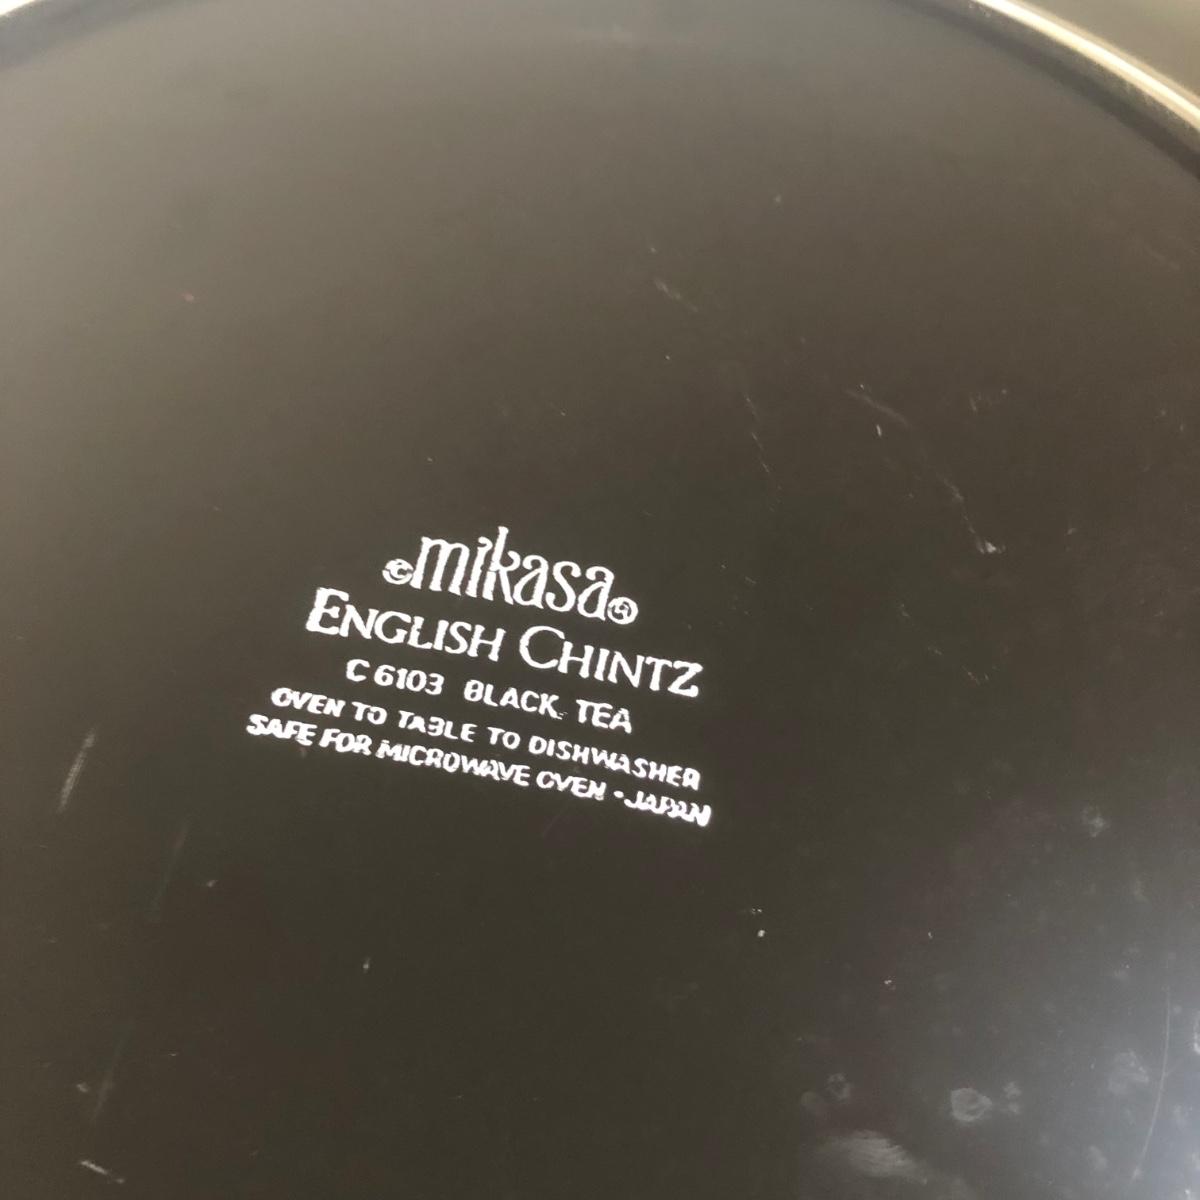 ©mikasa®
ENGLISH CHINTZ
C 6103 BLACK TEA
OVEN TO TABLE TO DISHWASHER
SAFE FOR MICROWAVE OVEN • JAPAN